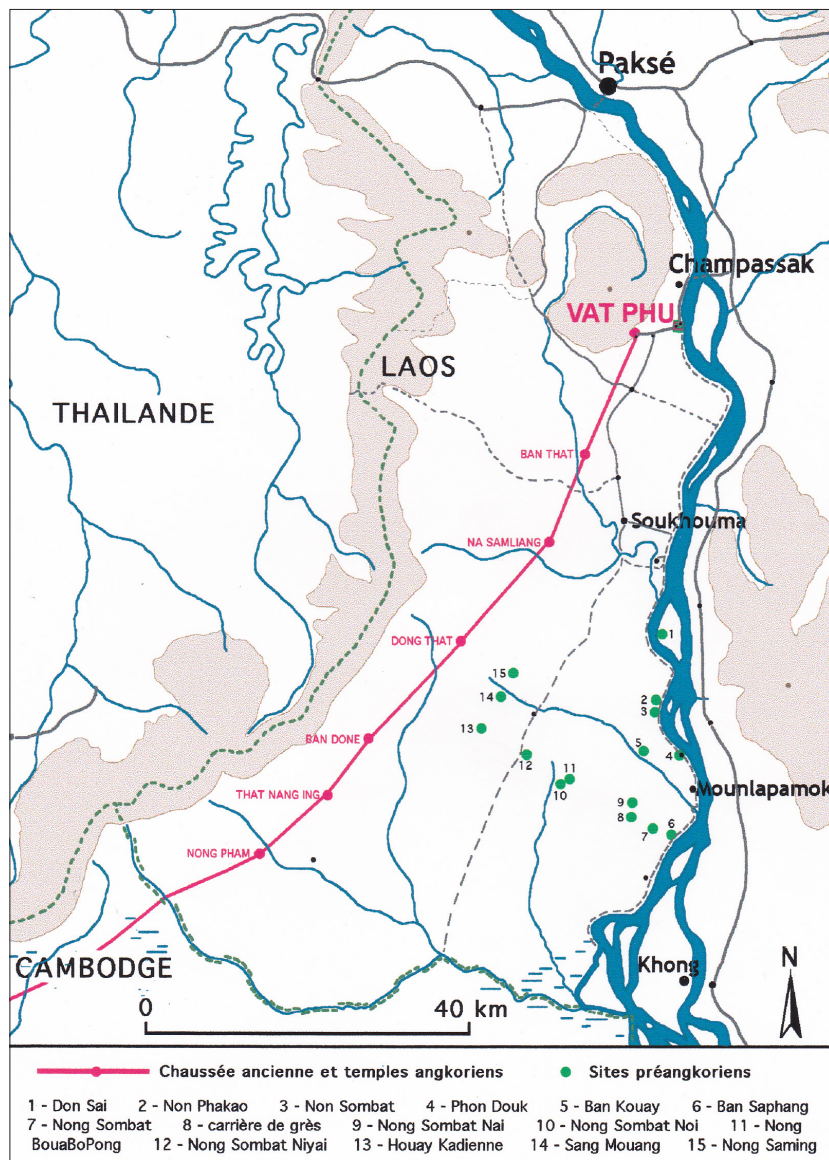 Paksé
Champassak
VAT PHU
LAOS
THAILANDE
BAN THAT
Soukhouma
NA SAMLIANG
1
DONG THAT
15
14
2
3
13
BAN DONE
12
5
4
11
10
Mounlapamok
THAT NANG ING
9
8
7
6
NONG PHAM
CAMBODGE
Khong
N
0 40 km
Chaussée ancienne et temples angkoriens Sites préangkoriens
1 - Don Sai 2 - Non Phakao 3 - Non Sombat 4 - Phon Douk 5 - Ban Kouay 6 - Ban Saphang
7 - Nong Sombat 8 - carrière de grès 9 - Nong Sombat Nai 10 - Nong Sombat Noi 11 - Nong
BouaBoPong 12 - Nong Sombat Niyai 13 - Houay Kadienne 14 - Sang Mouang 15 - Nong Saming